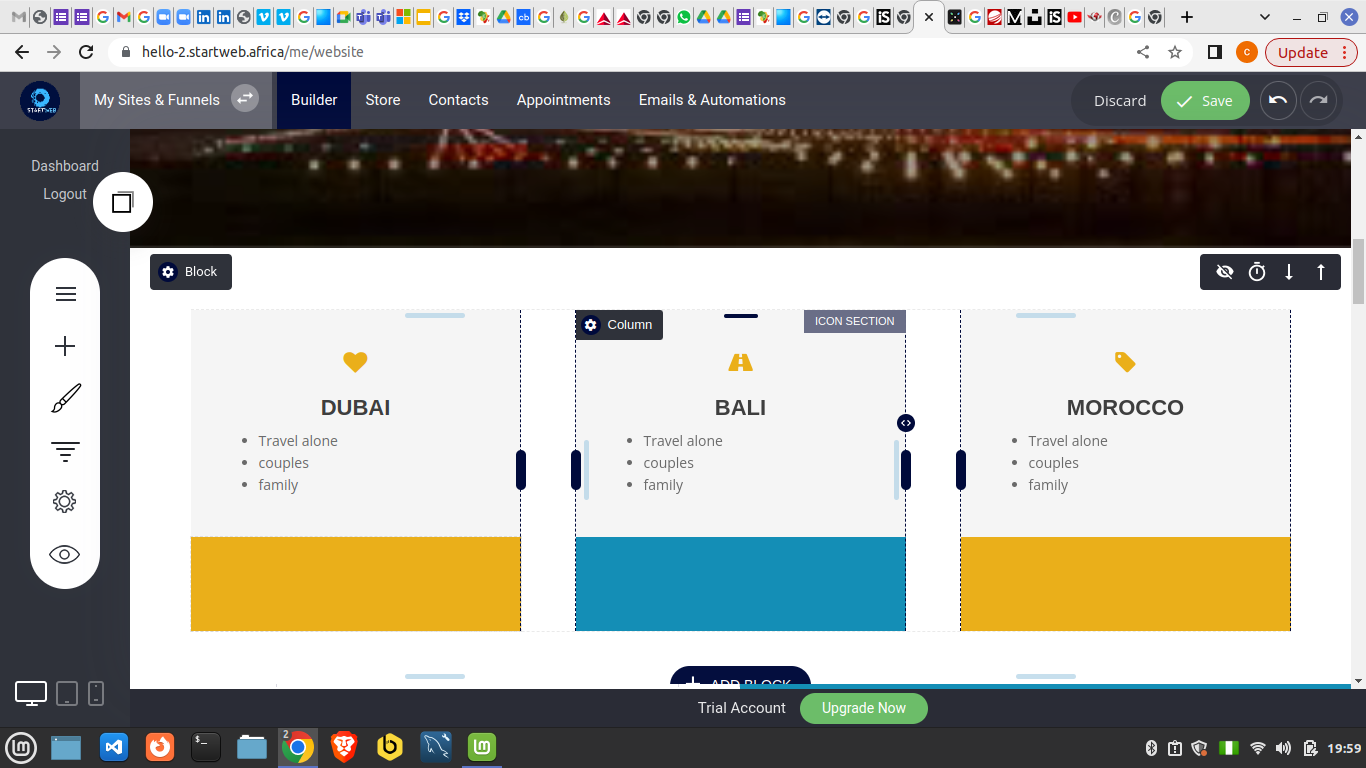 hello-2.startweb.africa/me/website
Update
STARTWEB
My Sites & Funnels
Builder
Store
Contacts
Appointments
Emails & Automations
Discard
Save
Dashboard
Logout
Block
Column
ICON SECTION
DUBAI
Travel alone
couples
family
BALI
Travel alone
couples
family
MOROCCO
Travel alone
couples
family
ADD BLOCK
Trial Account
Upgrade Now
2
19:59